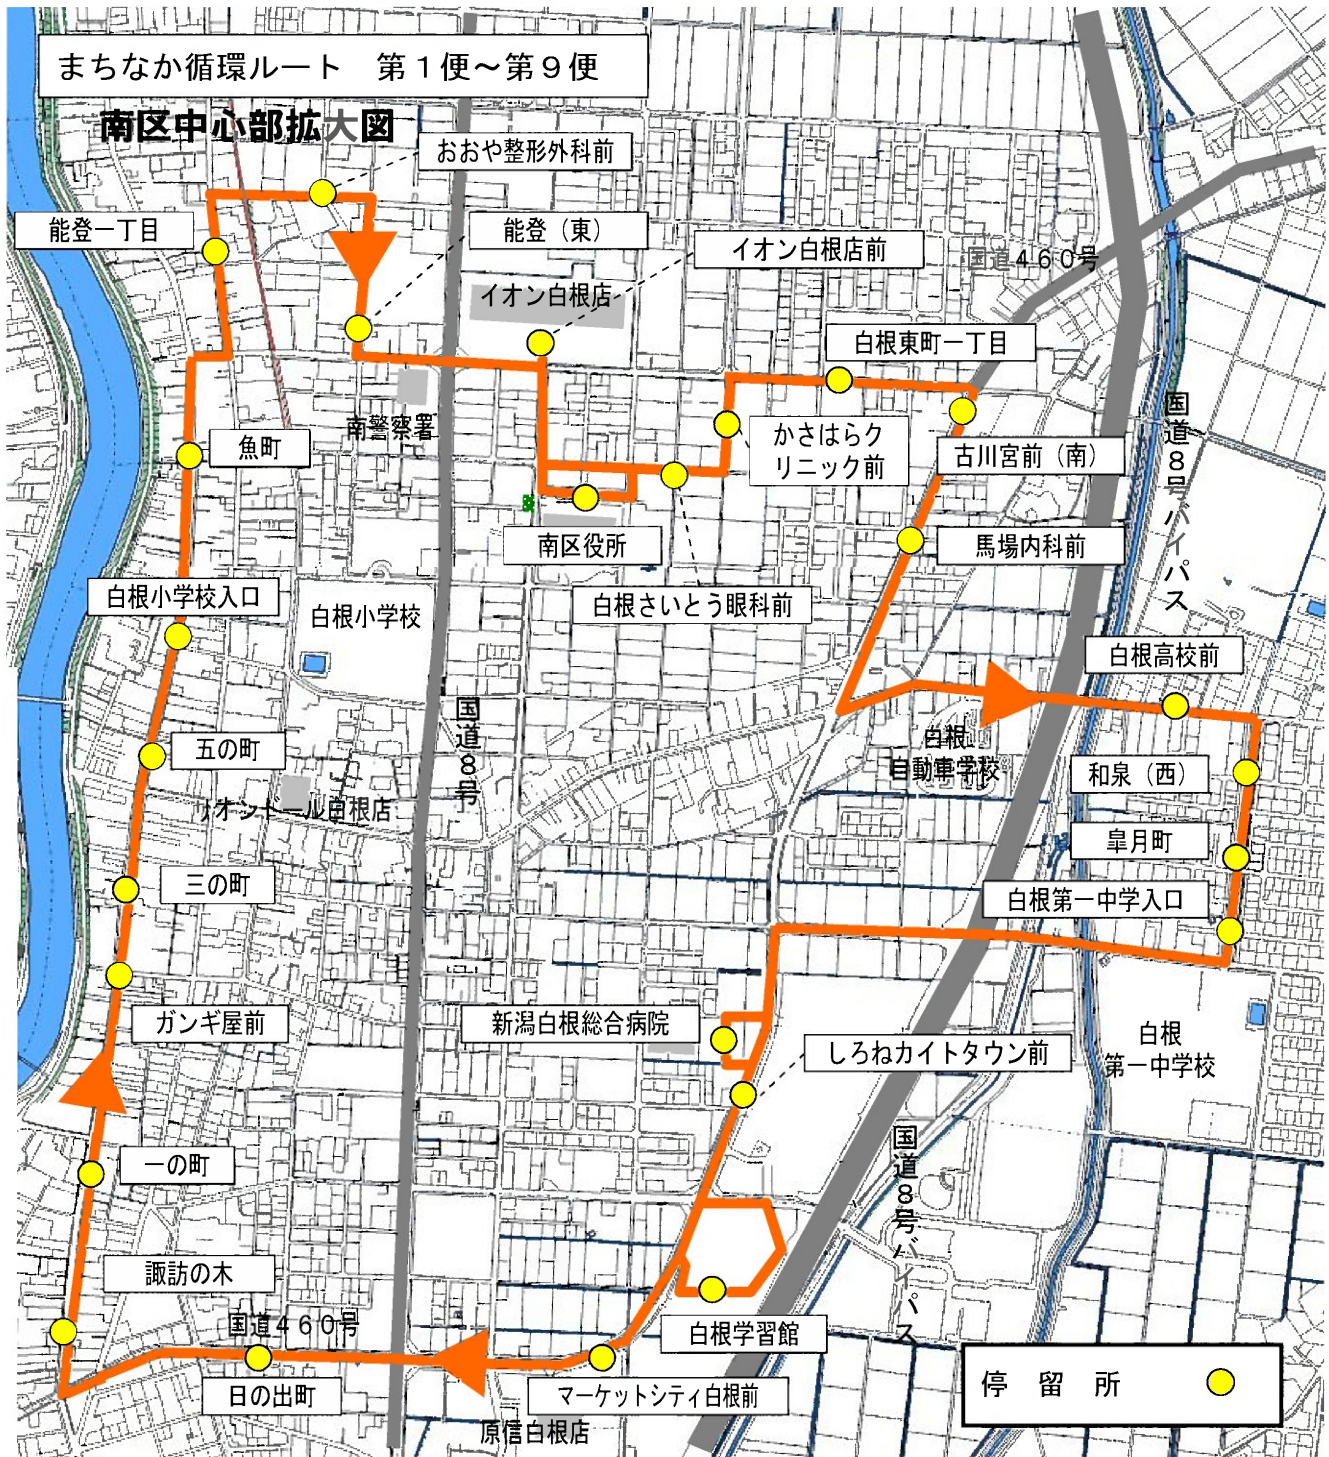 まちなか循環ルート　第１便～第９便
南区中心部拡大図
おおや整形外科前
能登一丁目
能登（東）
イオン白根店前
国道４６０号
イオン白根店
白根東町一丁目
国道８号バイパス
南警察署
魚町
かさはらク
リニック前
古川宮前（南）
南区役所
馬場内科前
白根小学校入口
白根小学校
白根さいとう眼科前
白根高校前
国道８号
五の町
白根
自動車学校
和泉（西）
リオンドール白根店
皐月町
三の町
白根第一中学入口
ガンギ屋前
新潟白根総合病院
しろねカイトタウン前
白根
第一中学校
一の町
国道８号バイパス
諏訪の木
国道４６０号
白根学習館
日の出町
マーケットシティ白根前
原信白根店
停　留　所